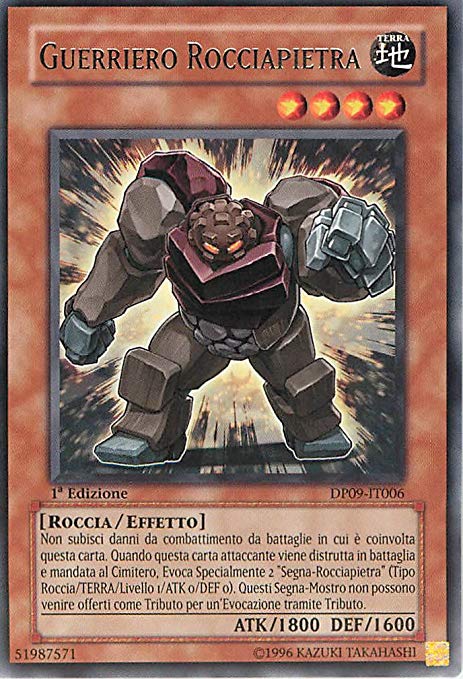 GUERRIERO ROCCIAPIETRA
TERRA
地
1ª Edizione
DP09-IT006
[ROCCIA/EFFETTO]
Non subisci danni da combattimento da battaglie in cui è coinvolta
questa carta. Quando questa carta attaccante viene distrutta in battaglia
e mandata al Cimitero, Evoca Specialmente 2 "Segna-Rocciapietra" (Tipo
Roccia/TERRA/Livello 1/ATK 0/DEF 0). Questi Segna-Mostro non possono
venire offerti come Tributo per un'Evocazione tramite Tributo.
ATK/1800 DEF/1600
51987571
©1996 KAZUKI TAKAHASHI